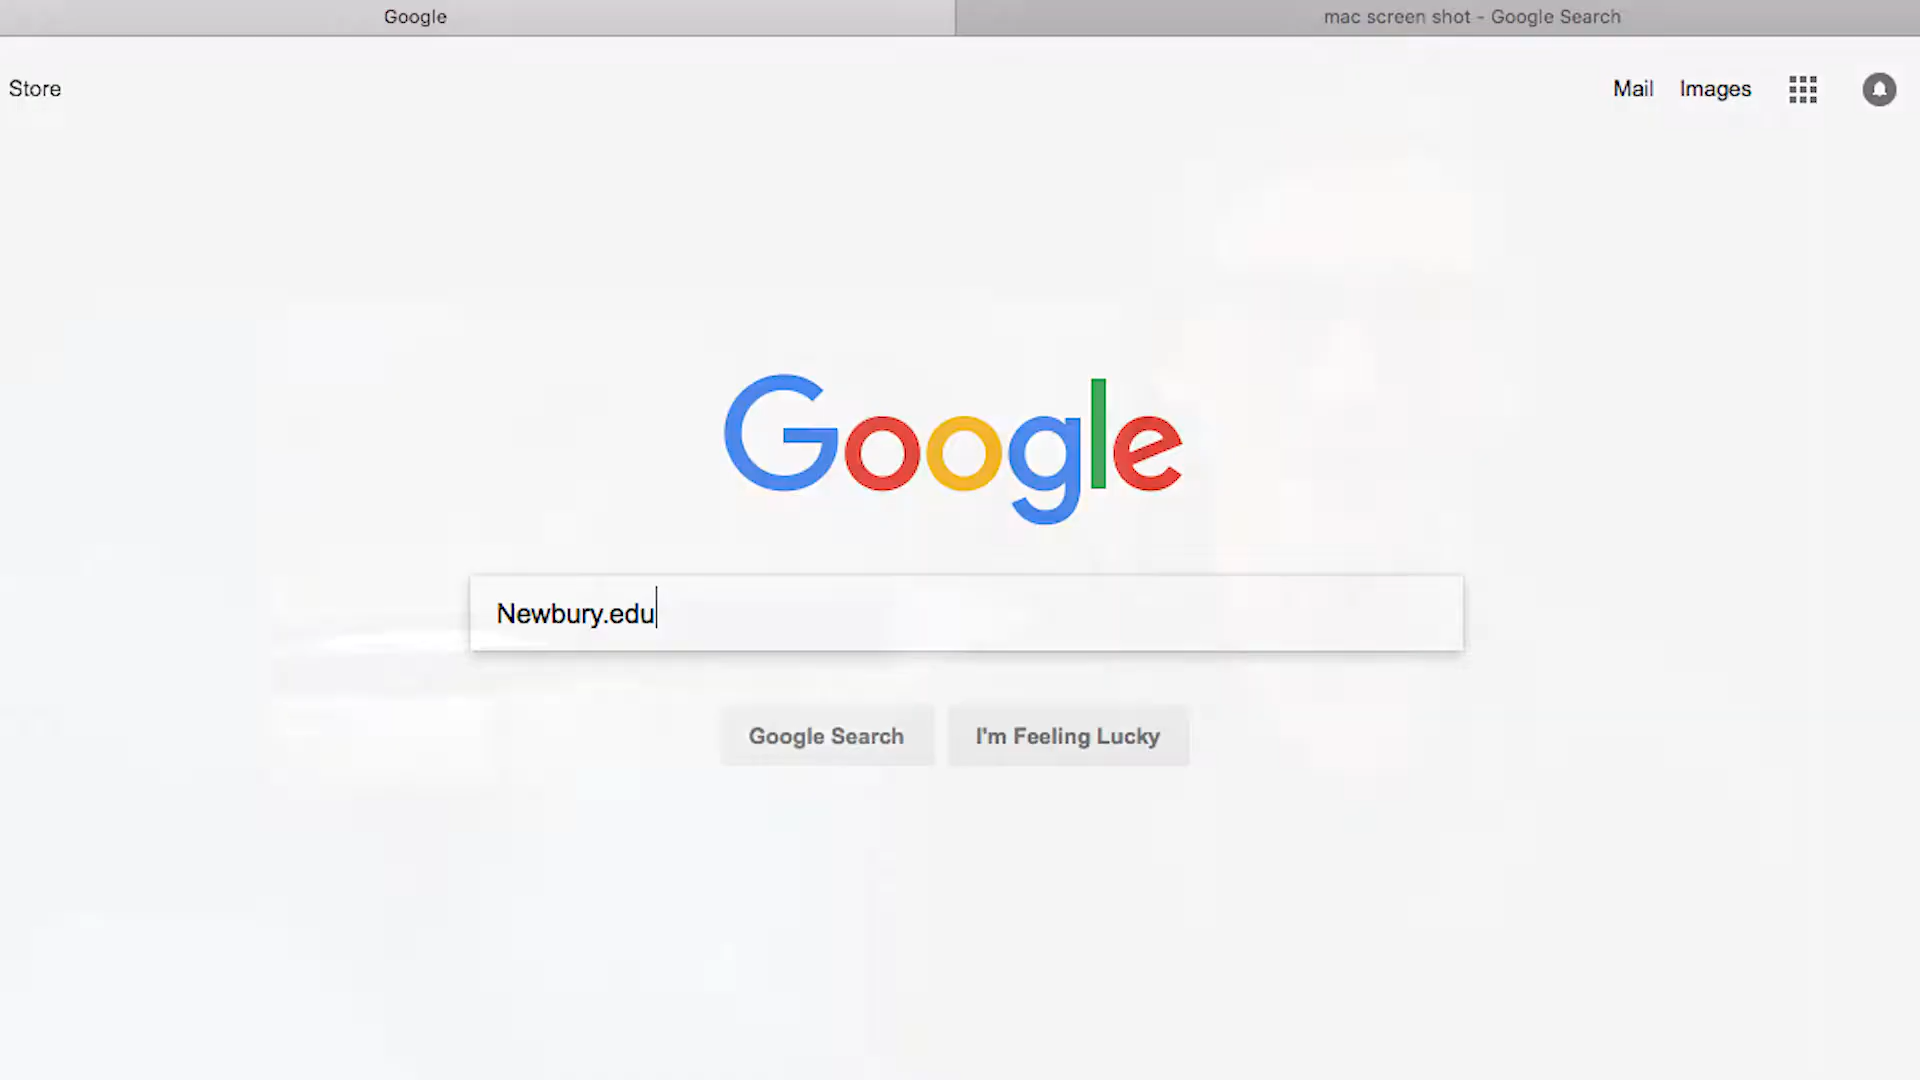 Google
mac screen shot - Google Search
Store
Mail
Images
Google
Newbury.edu
Google Search
I'm Feeling Lucky